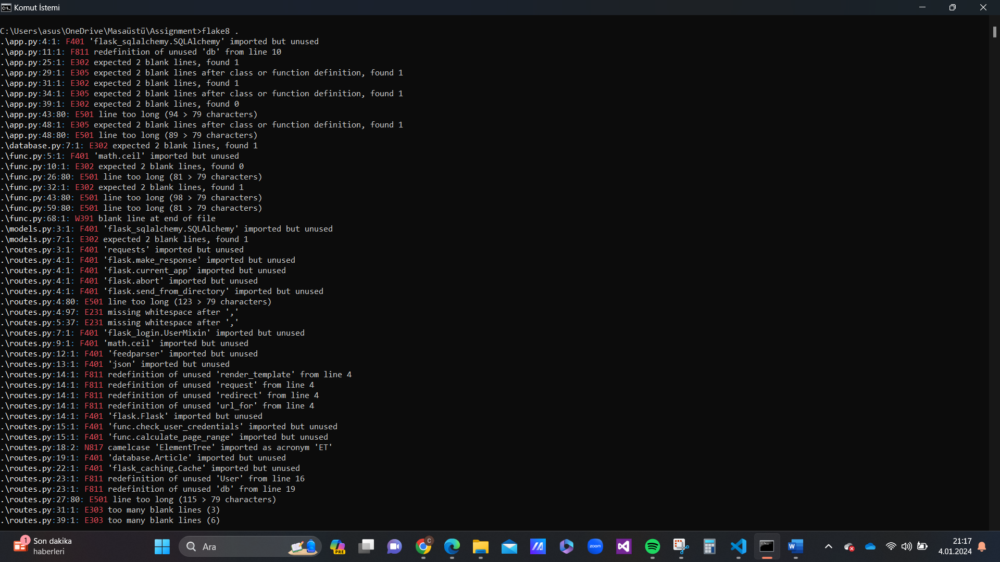 Komut İstemi
C:\Users\asus\OneDrive\Masaüstü\Assignment>flake8 .
.\app.py:4:1: F401 'flask_sqlalchemy.SQLAlchemy' imported but unused
.\app.py:11:1: F811 redefinition of unused 'db' from line 10
.\app.py:25:1: E302 expected 2 blank lines, found 1
.\app.py:29:1: E305 expected 2 blank lines after class or function definition, found 1
.\app.py:31:1: E302 expected 2 blank lines, found 1
.\app.py:34:1: E305 expected 2 blank lines after class or function definition, found 1
.\app.py:39:1: E302 expected 2 blank lines, found 0
.\app.py:43:80: E501 line too long (94 > 79 characters)
.\app.py:48:1: E305 expected 2 blank lines after class or function definition, found 1
.\app.py:48:80: E501 line too long (89 > 79 characters)
.\database.py:7:1: E302 expected 2 blank lines, found 1
.\func.py:5:1: F401 'math.ceil' imported but unused
.\func.py:10:1: E302 expected 2 blank lines, found 0
.\func.py:26:80: E501 line too long (81 > 79 characters)
.\func.py:32:1: E302 expected 2 blank lines, found 1
.\func.py:43:80: E501 line too long (98 > 79 characters)
.\func.py:59:80: E501 line too long (81 > 79 characters)
.\func.py:68:1: W391 blank line at end of file
.\models.py:3:1: F401 'flask_sqlalchemy.SQLAlchemy' imported but unused
.\models.py:7:1: E302 expected 2 blank lines, found 1
.\routes.py:3:1: F401 'requests' imported but unused
.\routes.py:4:1: F401 'flask.make_response' imported but unused
.\routes.py:4:1: F401 'flask.current_app' imported but unused
.\routes.py:4:1: F401 'flask.abort' imported but unused
.\routes.py:4:1: F401 'flask.send_from_directory' imported but unused
.\routes.py:4:80: E501 line too long (123 > 79 characters)
.\routes.py:4:97: E231 missing whitespace after ','
.\routes.py:5:37: E231 missing whitespace after ','
.\routes.py:7:1: F401 'flask_login.UserMixin' imported but unused
.\routes.py:9:1: F401 'math.ceil' imported but unused
.\routes.py:12:1: F401 'feedparser' imported but unused
.\routes.py:13:1: F401 'json' imported but unused
.\routes.py:14:1: F811 redefinition of unused 'render_template' from line 4
.\routes.py:14:1: F811 redefinition of unused 'request' from line 4
.\routes.py:14:1: F811 redefinition of unused 'redirect' from line 4
.\routes.py:14:1: F811 redefinition of unused 'url_for' from line 4
.\routes.py:14:1: F401 'flask.Flask' imported but unused
.\routes.py:15:1: F401 'func.check_user_credentials' imported but unused
.\routes.py:15:1: F401 'func.calculate_page_range' imported but unused
.\routes.py:18:2: N817 camelcase 'ElementTree' imported as acronym 'ET'
.\routes.py:19:1: F401 'database.Article' imported but unused
.\routes.py:22:1: F401 'flask_caching.Cache' imported but unused
.\routes.py:23:1: F811 redefinition of unused 'User' from line 16
.\routes.py:23:1: F811 redefinition of unused 'db' from line 19
.\routes.py:27:80: E501 line too long (115 > 79 characters)
.\routes.py:31:1: E303 too many blank lines (3)
.\routes.py:39:1: E303 too many blank lines (6)
1
Son dakika
haberleri
Ara
PRE
C
zoom
W
21:17
4.01.2024